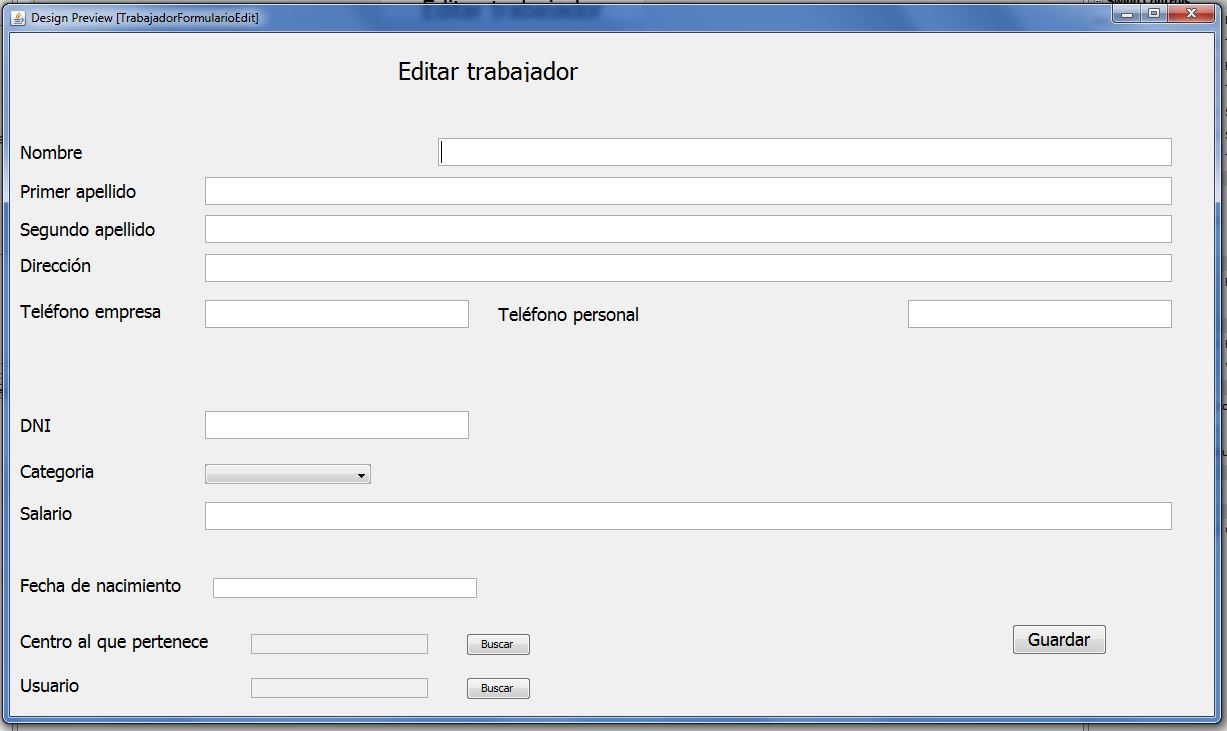 Design Preview [TrabajadorFormularioEdit]
Editar trabajador
Nombre
Primer apellido
Segundo apellido
Dirección
Teléfono empresa Teléfono personal
DNI
Categoria
Salario
Fecha de nacimiento
Centro al que pertenece Buscar
Guardar
Usuario Buscar